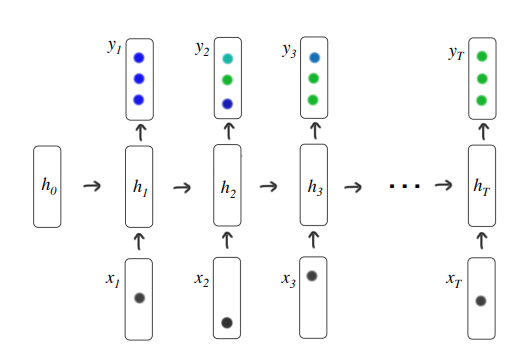 y1 y2 y3 yT
h0 h1 h2 h3 ... hT
x1 x2 x3 xT